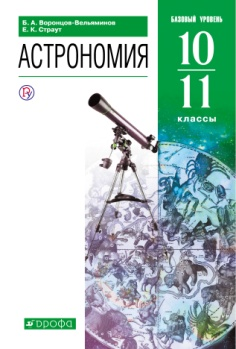 Б. А. Воронцов-Вельяминов
Е. К. Страут
БАЗОВЫЙ УРОВЕНЬ
АСТРОНОМИЯ
10
11
КЛАССЫ
ДРОФА